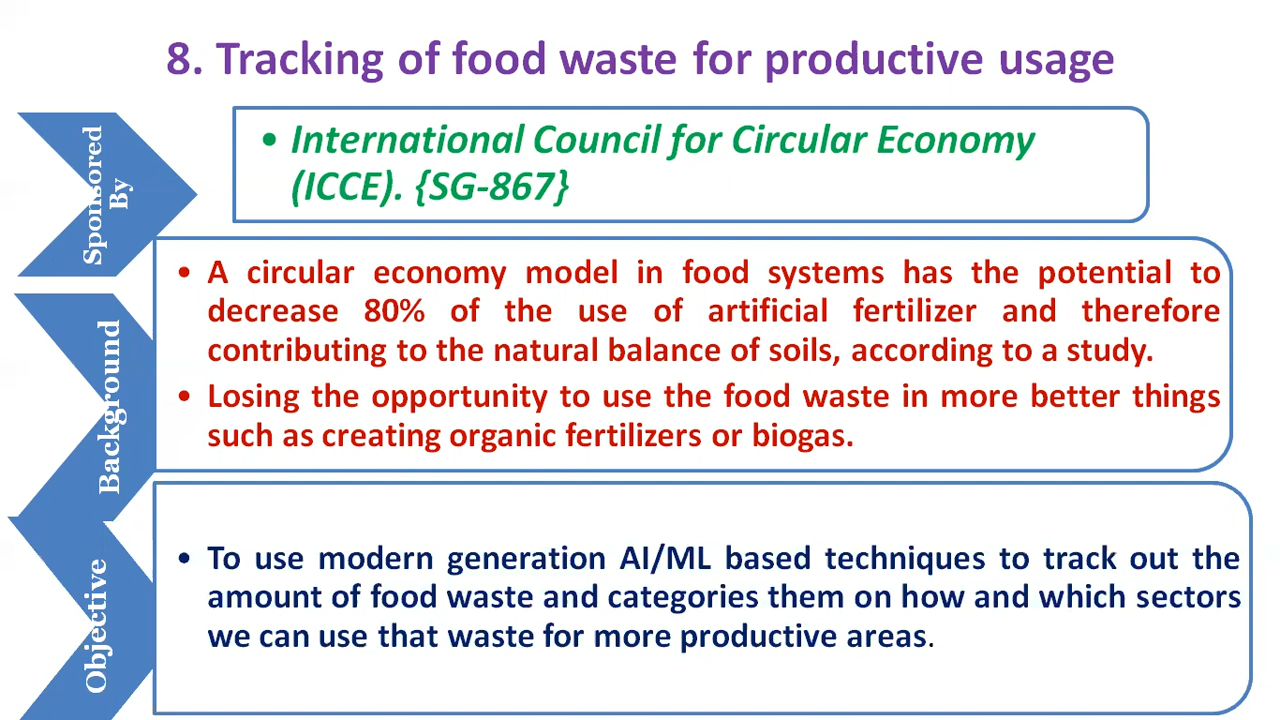 8. Tracking of food waste for productive usage
Sponsored
By
• International Council for Circular Economy
(ICCE). {SG-867}
Background
• A circular economy model in food systems has the potential to
decrease 80% of the use of artificial fertilizer and therefore
contributing to the natural balance of soils, according to a study.
• Losing the opportunity to use the food waste in more better things
such as creating organic fertilizers or biogas.
Objective
• To use modern generation AI/ML based techniques to track out the
amount of food waste and categories them on how and which sectors
we can use that waste for more productive areas.